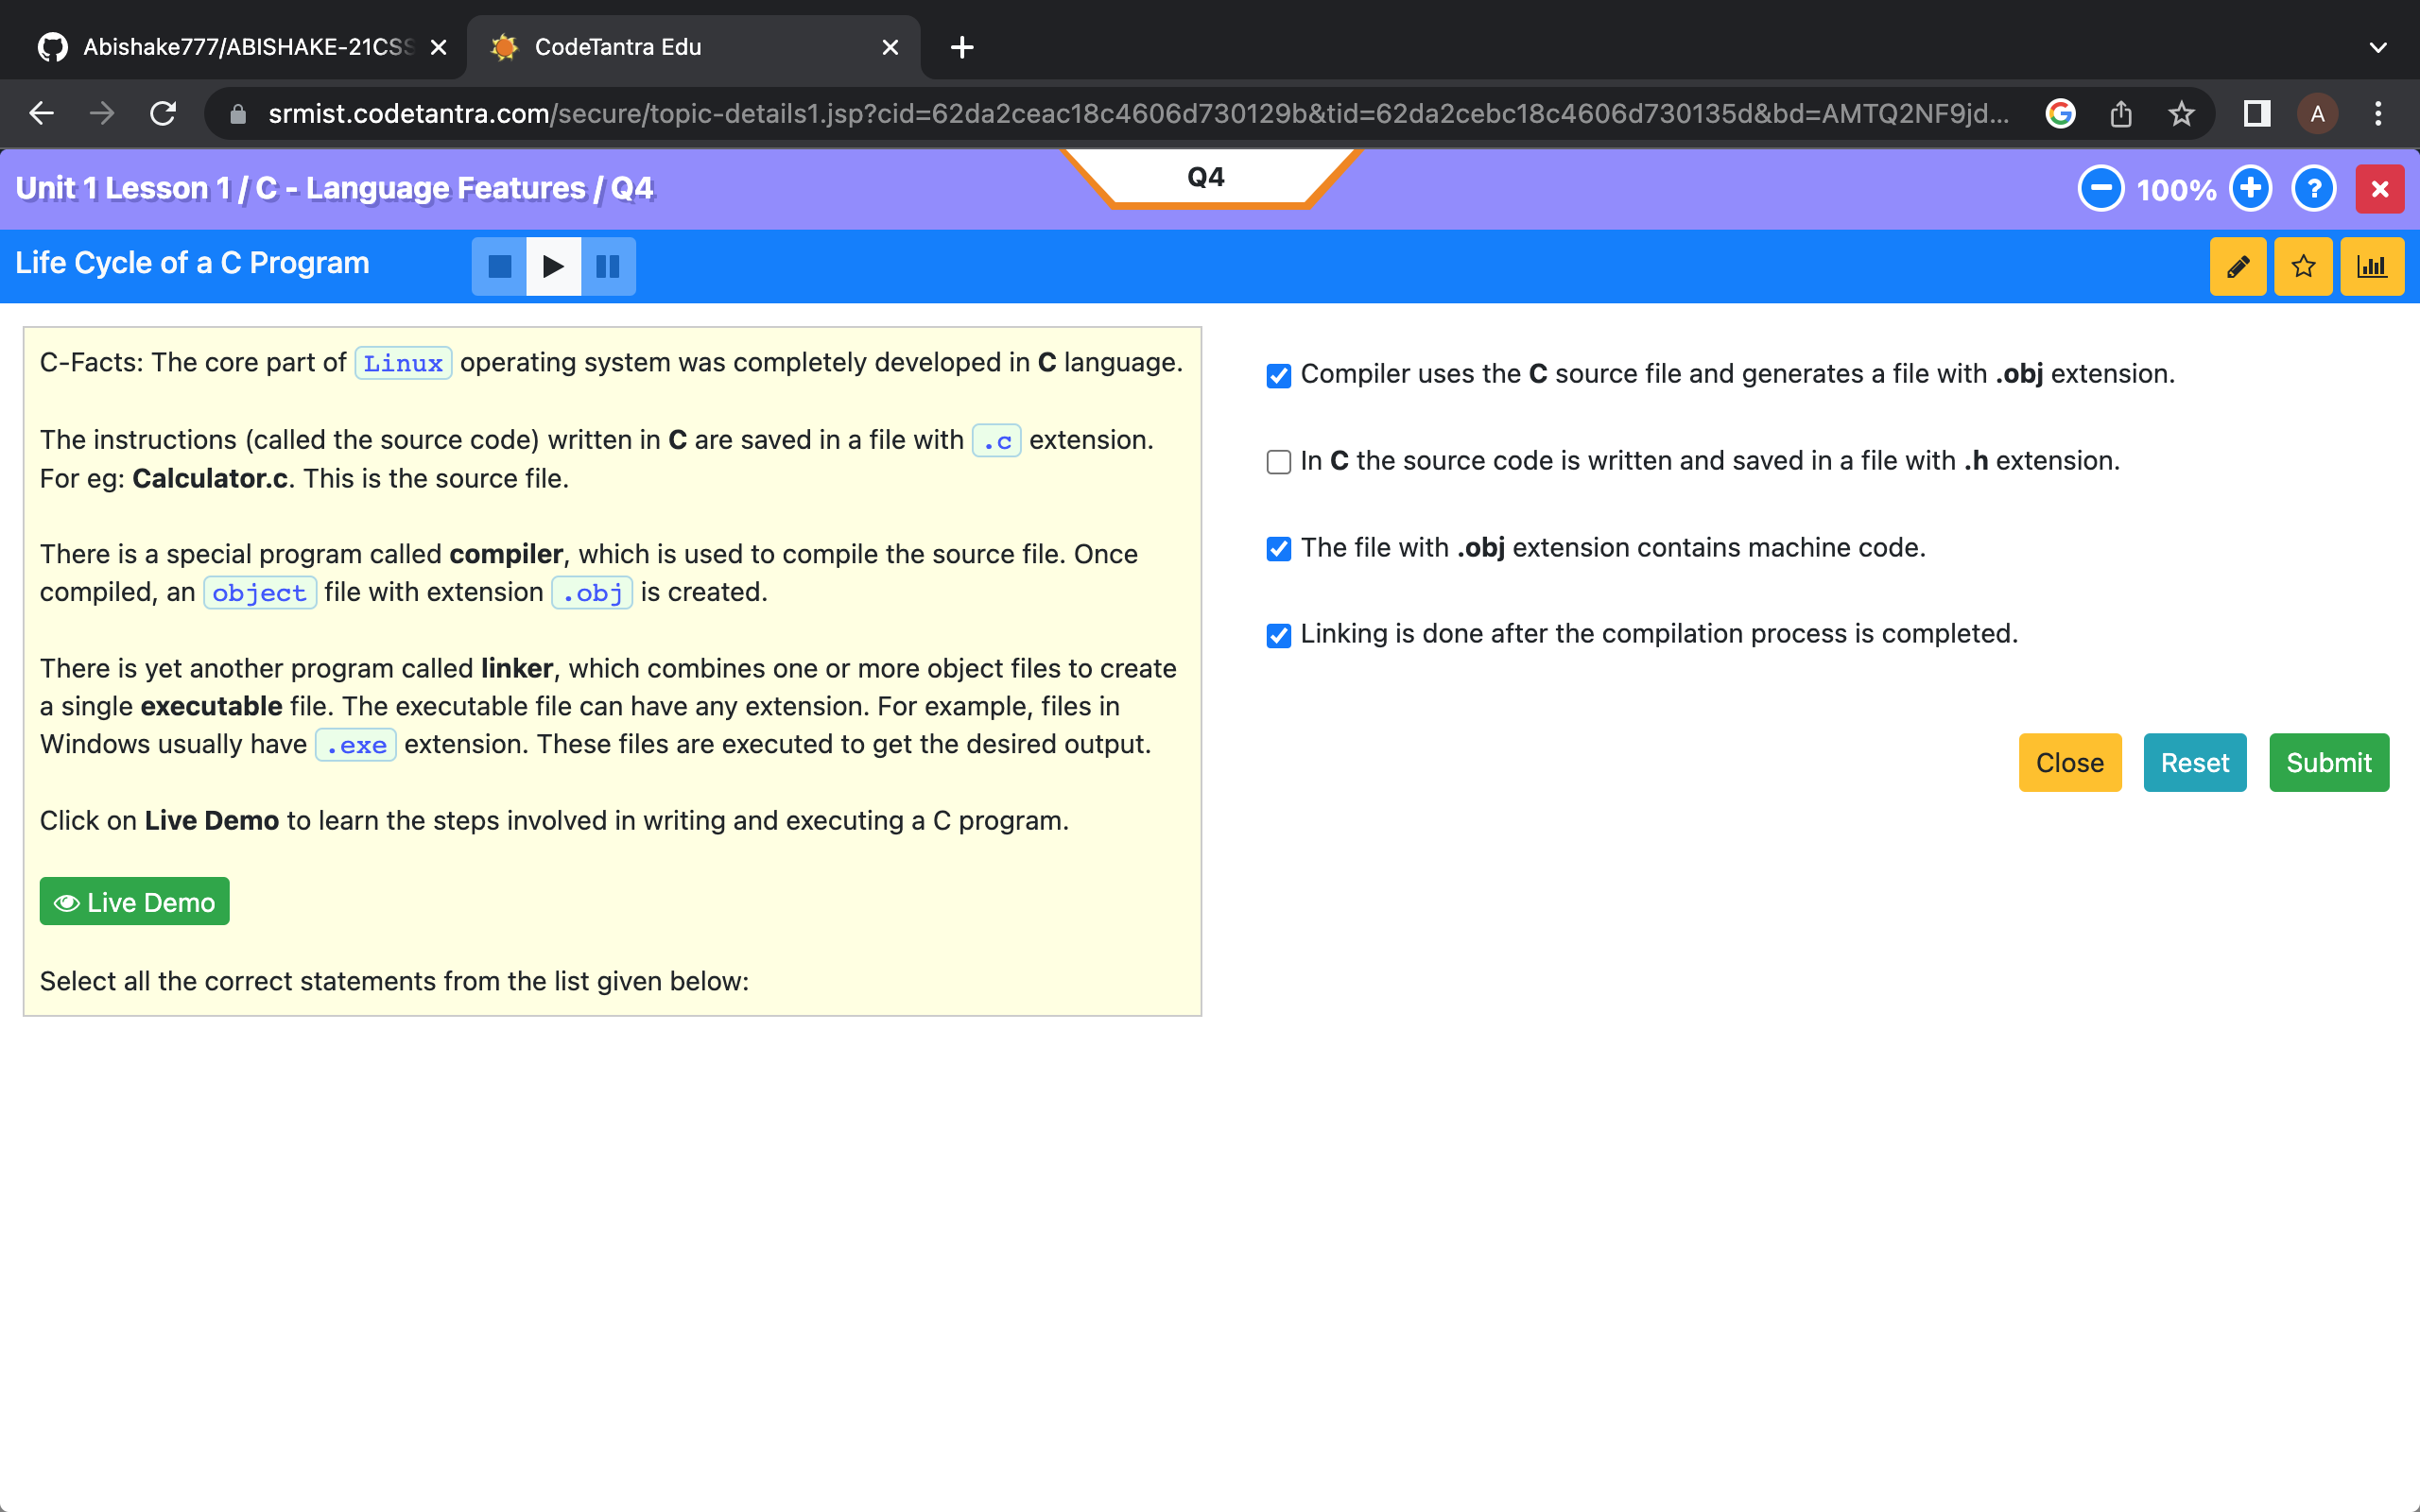 Abishake777/ABISHAKE-21CSS
CodeTantra Edu
srmist.codetantra.com/secure/topic-details1.jsp?cid=62da2ceac18c4606d730129b&tid=62da2cebc18c4606d730135d&bd=AMTQ2NF9jd...
A
Unit 1 Lesson 1 / C - Language Features / Q4
Q4
100%
?
Life Cycle of a C Program
C-Facts: The core part of Linux operating system was completely developed in C language.
The instructions (called the source code) written in C are saved in a file with .c extension.
For eg: Calculator.c. This is the source file.
There is a special program called compiler, which is used to compile the source file. Once
compiled, an object file with extension .obj is created.
There is yet another program called linker, which combines one or more object files to create
a single executable file. The executable file can have any extension. For example, files in
Windows usually have .exe extension. These files are executed to get the desired output.
Click on Live Demo to learn the steps involved in writing and executing a C program.
Live Demo
Select all the correct statements from the list given below:
Compiler uses the C source file and generates a file with .obj extension.
In C the source code is written and saved in a file with .h extension.
The file with .obj extension contains machine code.
Linking is done after the compilation process is completed.
Close
Reset
Submit